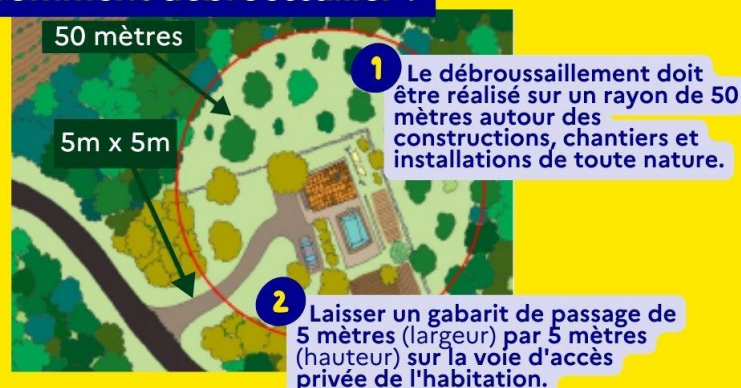 50 mètres
5m x 5m
1
Le débroussaillement doit
être réalisé sur un rayon de 50
mètres autour des
constructions, chantiers et
installations de toute nature.
2
Laisser un gabarit de passage de
5 mètres (largeur) par 5 mètres
(hauteur) sur la voie d'accès
privée de l'habitation.